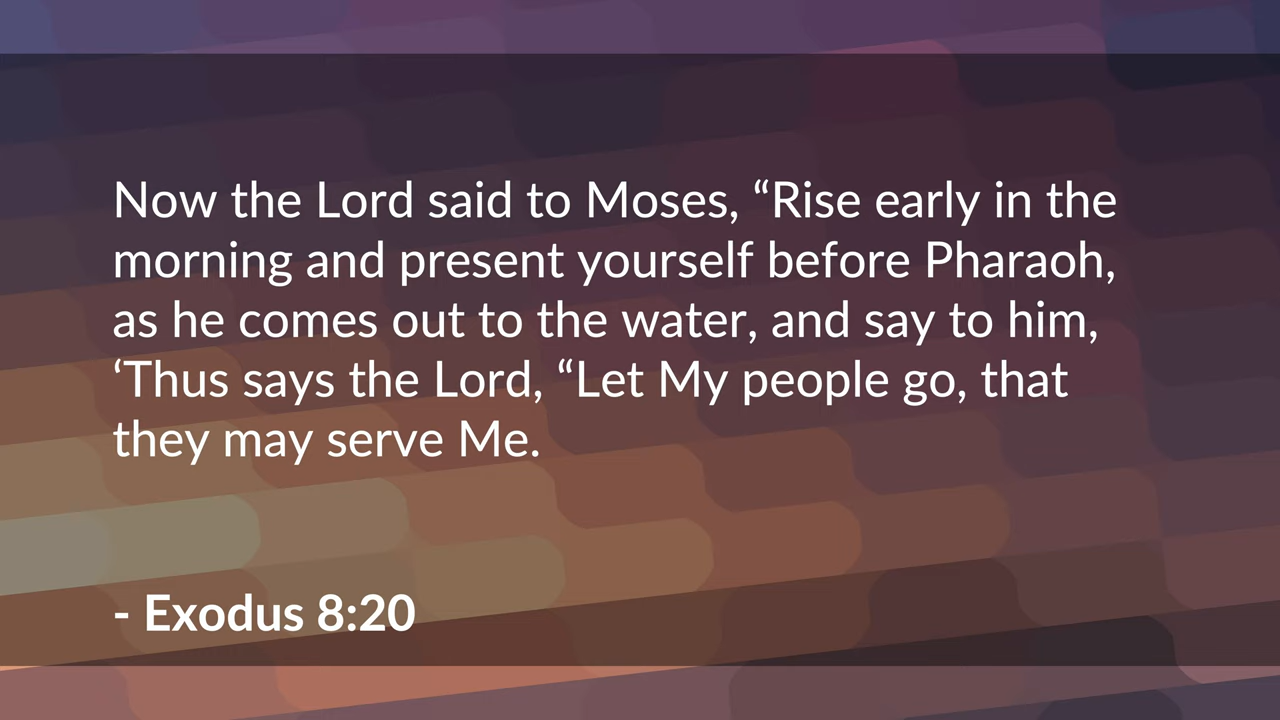 Now the Lord said to Moses, “Rise early in the
morning and present yourself before Pharaoh,
as he comes out to the water, and say to him,
‘Thus says the Lord, “Let My people go, that
they may serve Me.
- Exodus 8:20